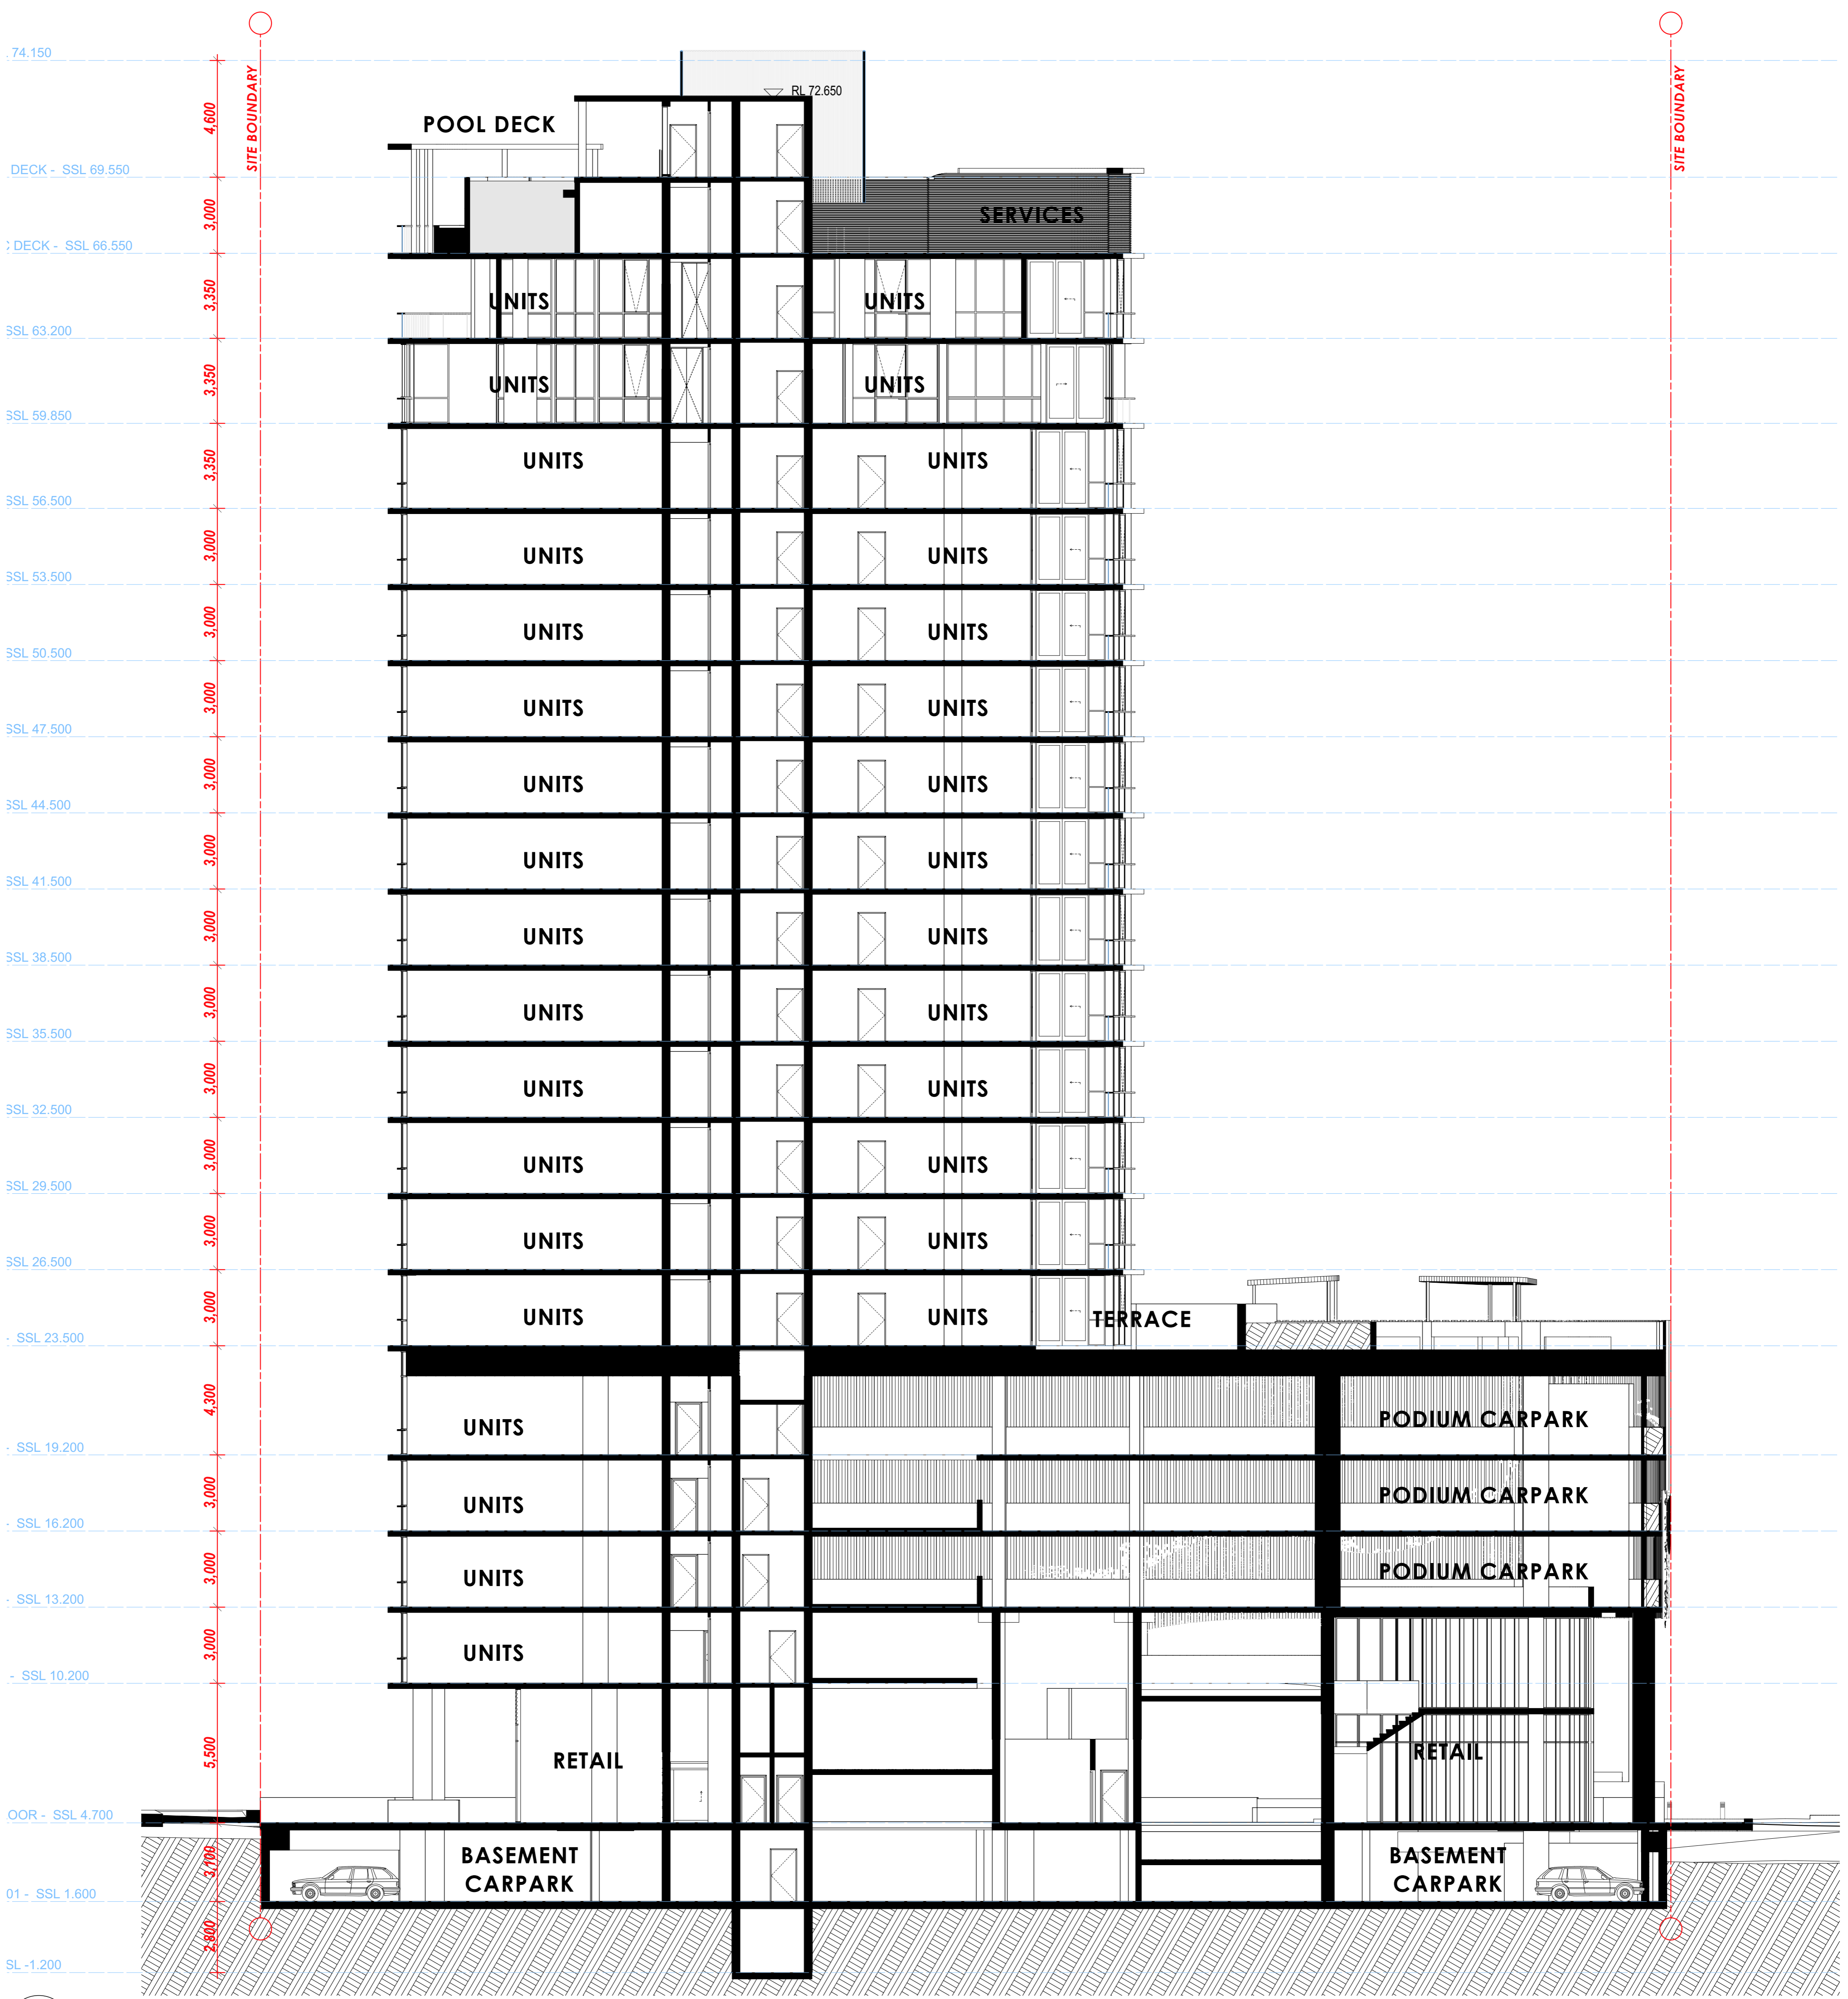 . 74.150
SITE BOUNDARY
SITE BOUNDARY
RL 72.650
4,600
POOL DECK
DECK - SSL 69.550
3,000
SERVICES
DECK - SSL 66.550
3,350
UNITS UNITS
SSL 63.200
3,350
UNITS UNITS
SSL 59.850
3,350
UNITS UNITS
SSL 56.500
3,000
UNITS UNITS
SSL 53.500
3,000
UNITS UNITS
SSL 50.500
3,000
UNITS UNITS
SSL 47.500
3,000
UNITS UNITS
SSL 44.500
3,000
UNITS UNITS
SSL 41.500
3,000
UNITS UNITS
SSL 38.500
3,000
UNITS UNITS
SSL 35.500
3,000
UNITS UNITS
SSL 32.500
3,000
UNITS UNITS
SSL 29.500
3,000
UNITS UNITS
SSL 26.500
3,000
UNITS UNITS TERRACE
- SSL 23.500
4,300
UNITS PODIUM CARPARK
- SSL 19.200
3,000
UNITS PODIUM CARPARK
- SSL 16.200
3,000
UNITS PODIUM CARPARK
- SSL 13.200
3,000
UNITS
- SSL 10.200
5,500
RETAIL RETAIL
OOR - SSL 4.700
3,100
BASEMENT
CARPARK
BASEMENT
CARPARK
01 - SSL 1.600
2,800
SL -1.200